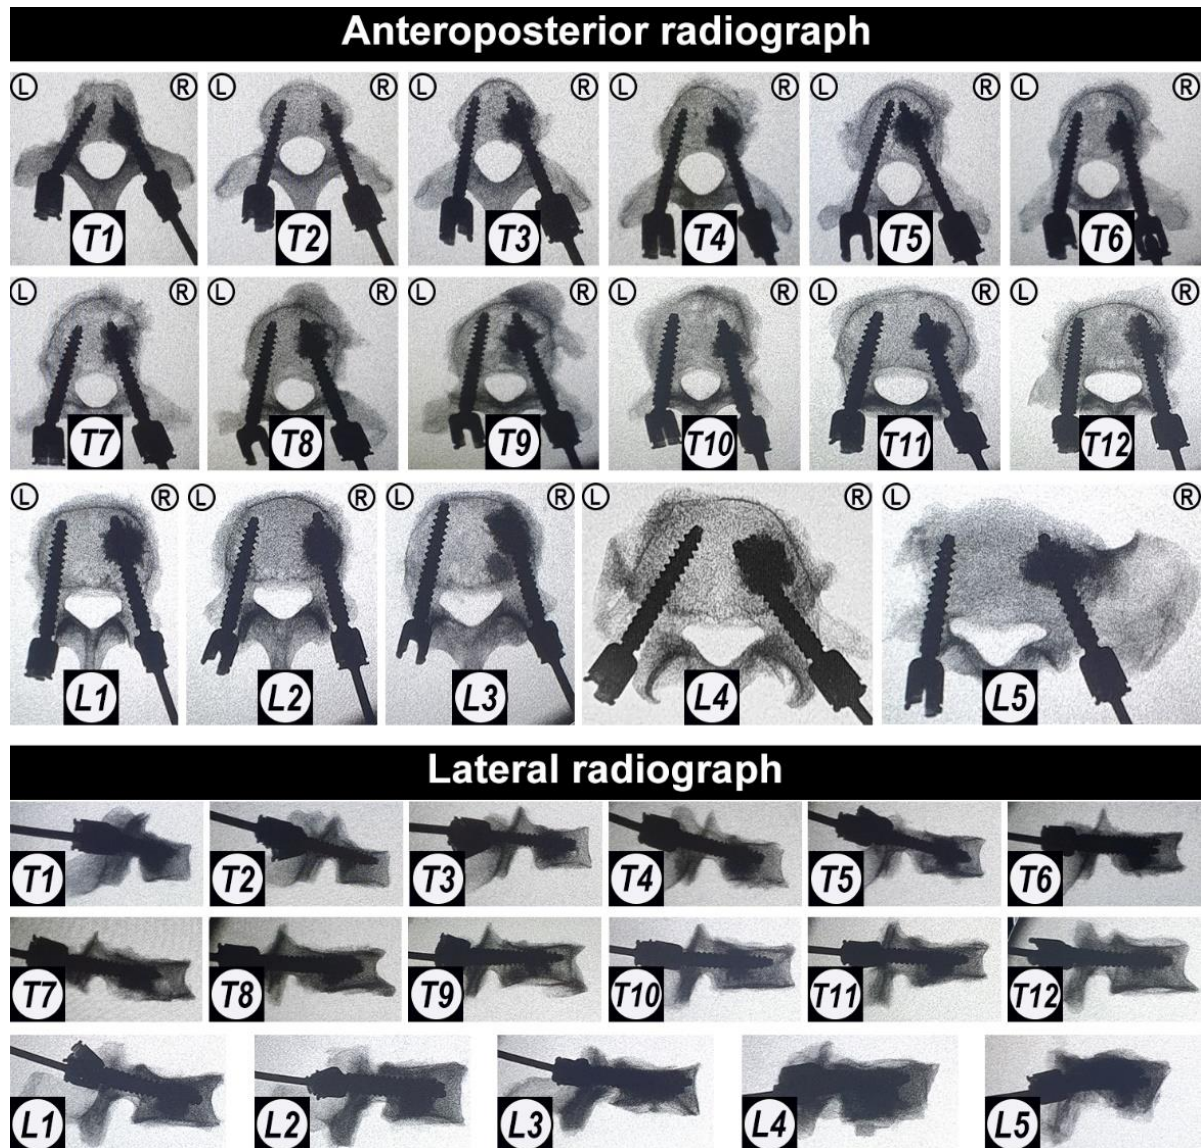 Anteroposterior radiograph
L R L R L R L R L R L R
T1 T2 T3 T4 T5 T6
L R L R L R L R L R L R
T7 T8 T9 T10 T11 T12
L R L R L R L R L R
L1 L2 L3 L4 L5
Lateral radiograph
T1 T2 T3 T4 T5 T6
T7 T8 T9 T10 T11 T12
L1 L2 L3 L4 L5